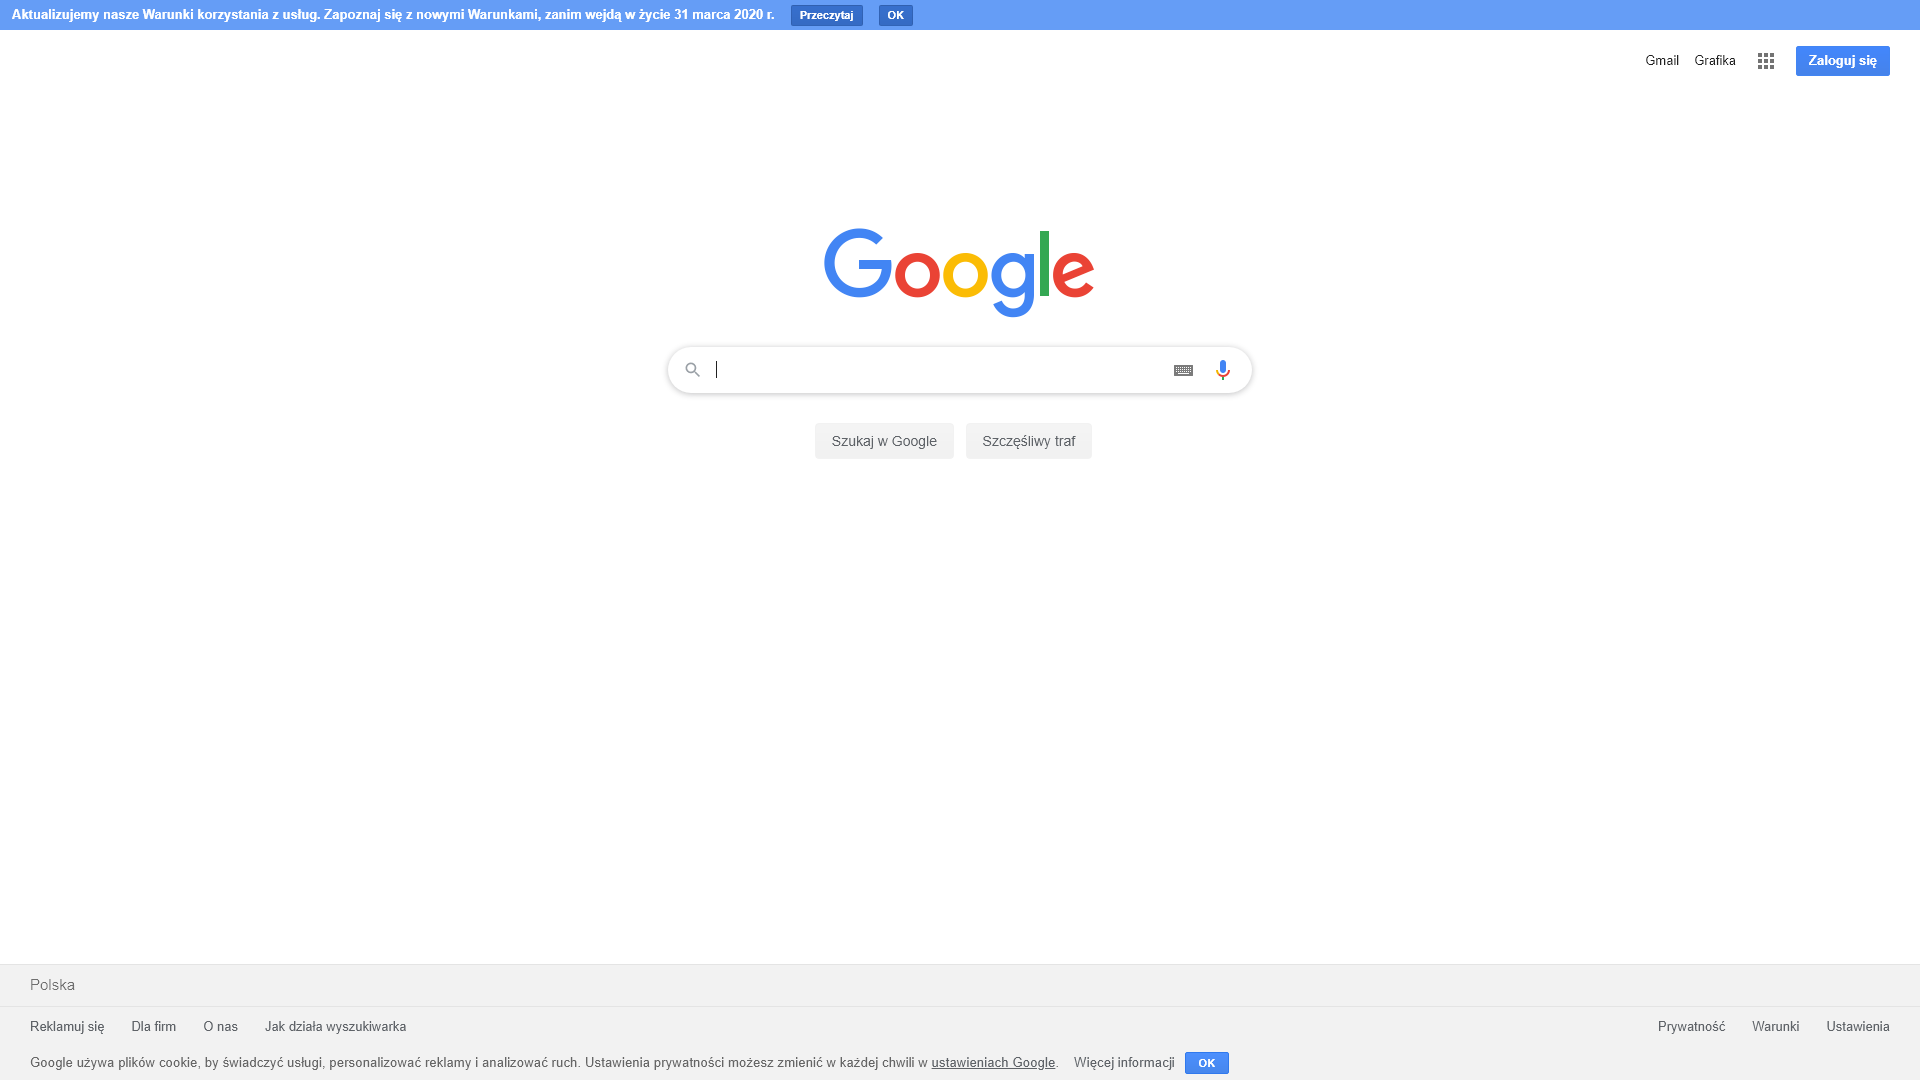 Aktualizujemy nasze Warunki korzystania z usług. Zapoznaj się z nowymi Warunkami, zanim wejdą w życie 31 marca 2020 r. Przeczytaj OK
Gmail Grafika Zaloguj się
Google
Szukaj w Google Szczęśliwy traf
Polska
Reklamuj się Dla firm O nas Jak działa wyszukiwarka Prywatność Warunki Ustawienia
Google używa plików cookie, by świadczyć usługi, personalizować reklamy i analizować ruch. Ustawienia prywatności możesz zmienić w każdej chwili w ustawieniach Google. Więcej informacji OK